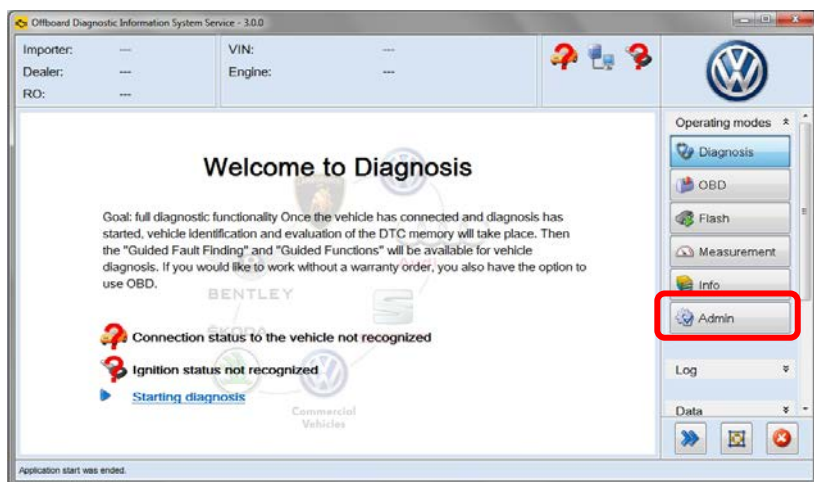 Offboard Diagnostic Information System Service - 3.0.0
Importer: ---
Dealer: ---
RO: ---
VIN: ---
Engine: ---
Welcome to Diagnosis
Goal: full diagnostic functionality Once the vehicle has connected and diagnosis has
started, vehicle identification and evaluation of the DTC memory will take place. Then
the "Guided Fault Finding" and "Guided Functions" will be available for vehicle
diagnosis. If you would like to work without a warranty order, you also have the option to
use OBD.
BENTLEY
ŠKODA
Connection status to the vehicle not recognized
Ignition status not recognized
Starting diagnosis
Commercial
Vehicles
Operating modes
Diagnosis
OBD
Flash
Measurement
Info
Admin
Log
Data
Application start was ended.